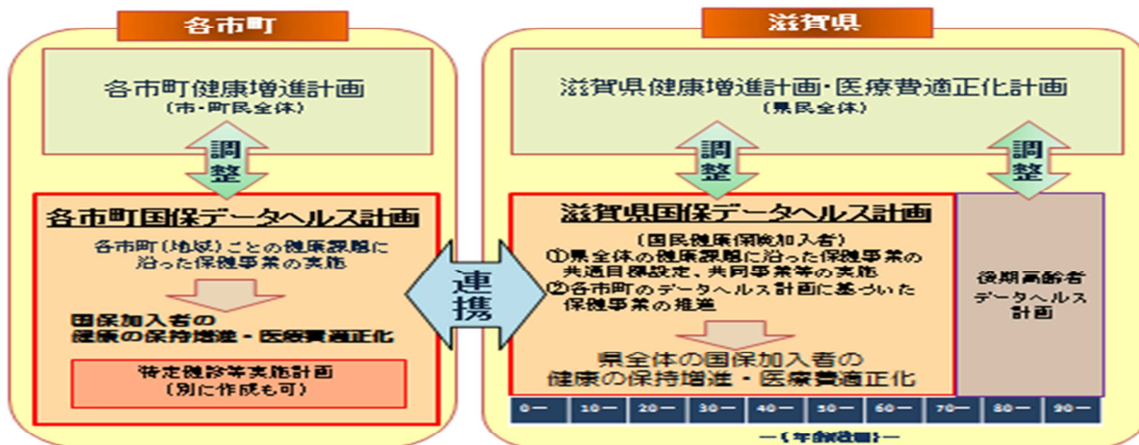 各市町
各市町健康増進計画
(市・町民全体)
調整
各市町国保データヘルス計画
各市町(地域)ごとの健康課題に
沿った保健事業の実施
国保加入者の
健康の保持増進・医療費適正化
特定健診等実施計画
(別に作成も可)
連携
滋賀県
滋賀県健康増進計画・医療費適正化計画
(県民全体)
調整
調整
滋賀県国保データヘルス計画
(国民健康保険加入者)
①県全体の健康課題に沿った保健事業の
共通目標設定、共同事業等の実施
②各市町のデータヘルス計画に基づいた
保健事業の推進
県全体の国保加入者の
健康の保持増進・医療費適正化
後期高齢者
データヘルス
計画
0― 10― 20― 30― 40― 50― 60― 70― 80― 90―
―(年齢階層)―